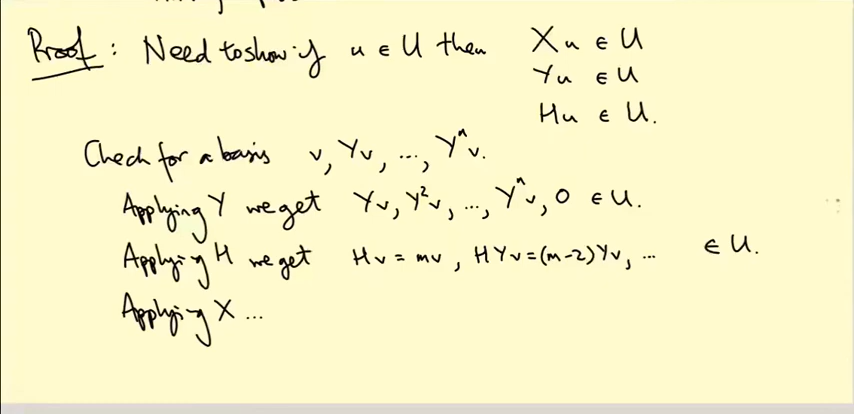 Proof : Need to show if u ∈ U then Xu ∈ U
Yu ∈ U
Hu ∈ U.
Check for a basis v, Yv, ..., Yⁿv.
Applying Y we get Yv, Y²v, ..., Yⁿv, 0 ∈ U.
Applying H we get Hv = mv, HYv = (m-2)Yv, ... ∈ U.
Applying X ...